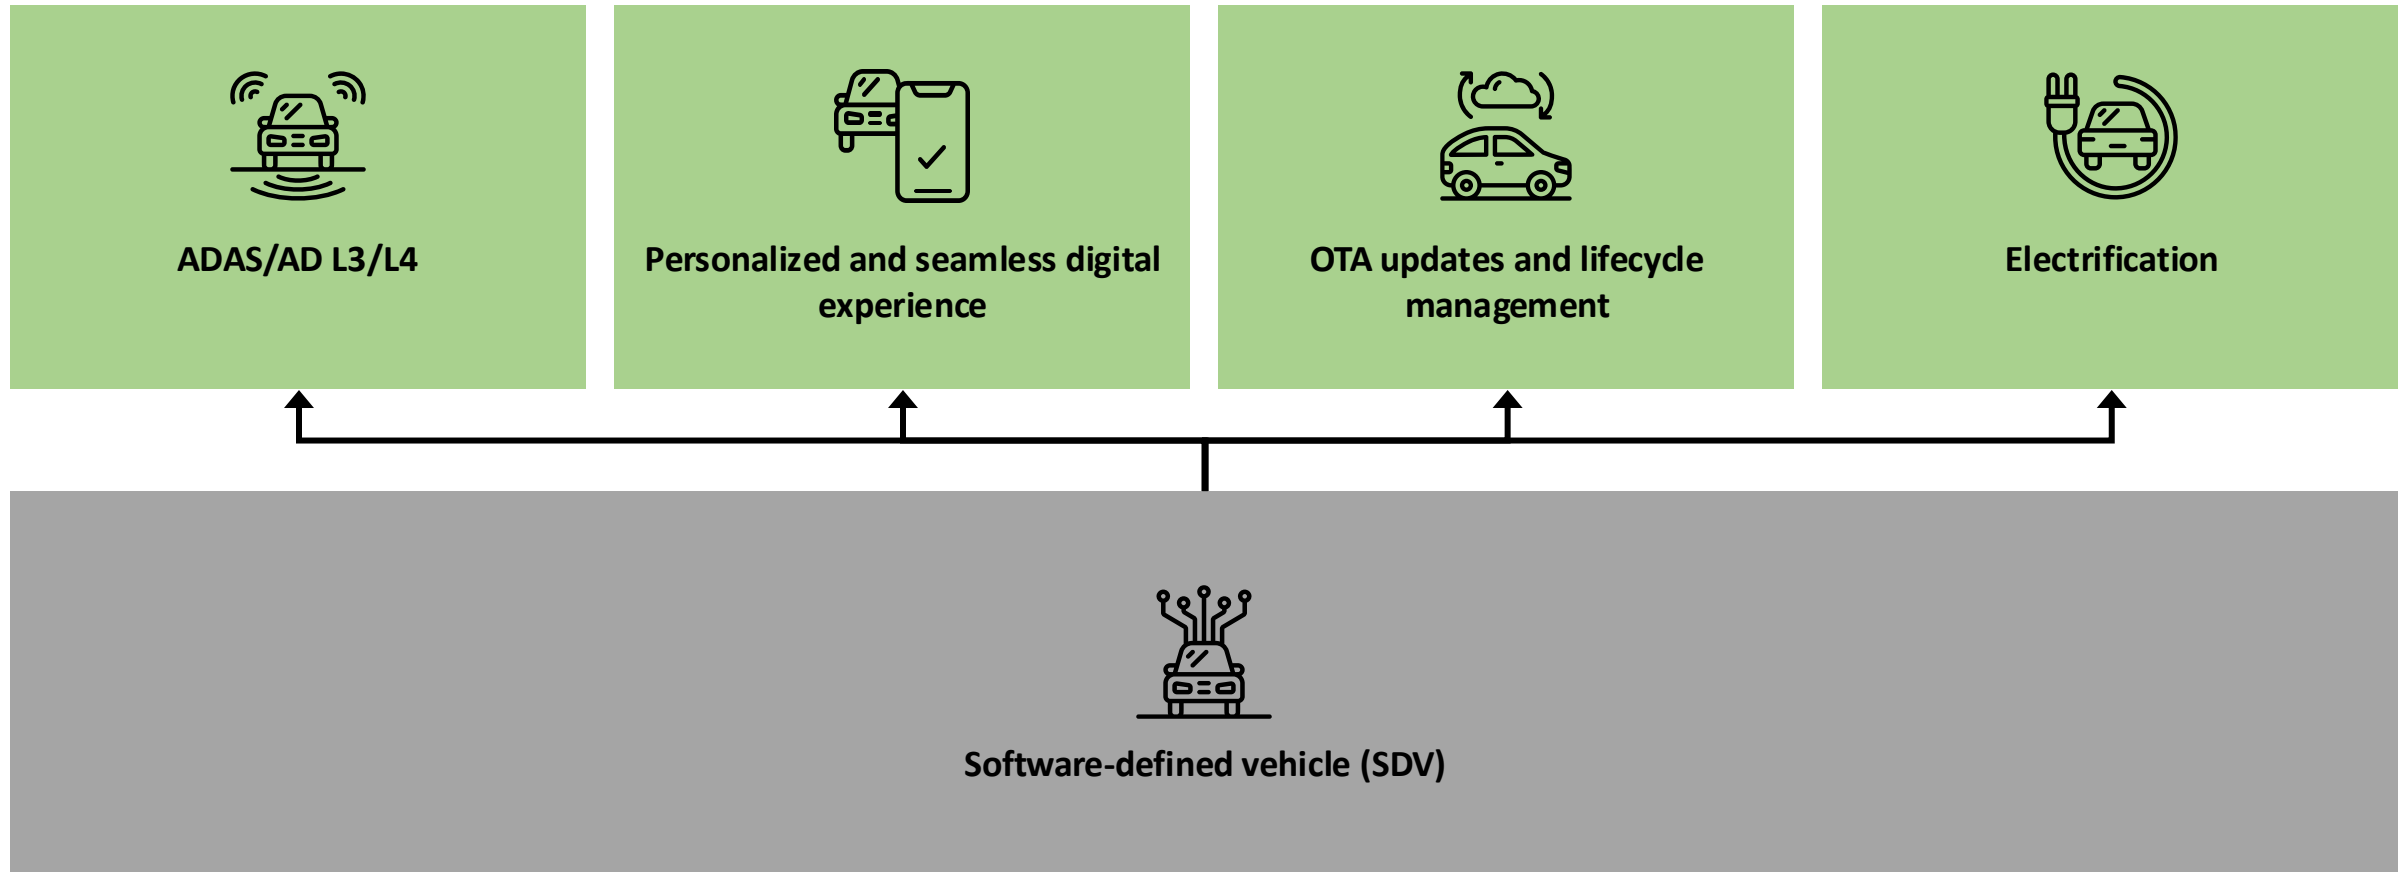 ADAS/AD L3/L4
Personalized and seamless digital
experience
OTA updates and lifecycle
management
Electrification
Software-defined vehicle (SDV)